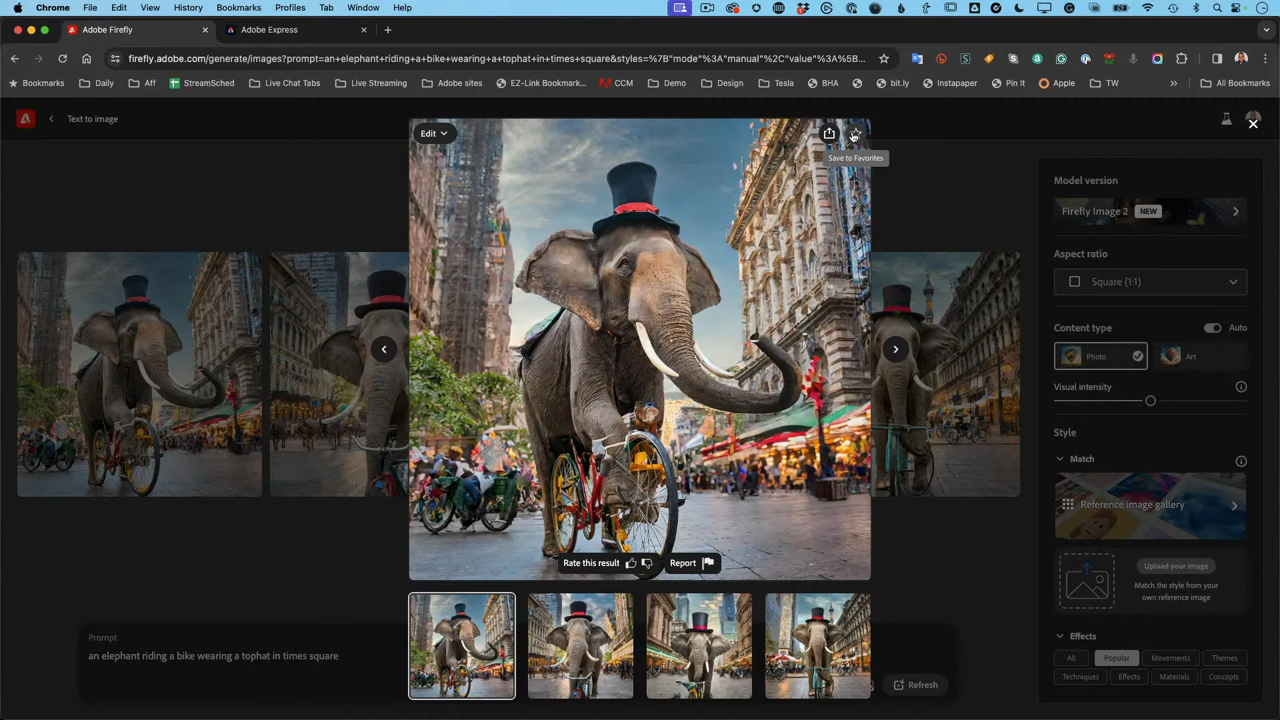 Chrome File Edit View History Bookmarks Profiles Tab Window Help
Adobe Firefly
Adobe Express
firefly.adobe.com/generate/images?prompt=an+elephant+riding+a+bike+wearing+a+tophat+in+times+square&styles=%7B"mode"%3A"manual"%2C"value"%3A%5B...
Bookmarks Daily Aff StreamSched Live Chat Tabs Live Streaming Adobe sites EZ-Link Bookmark... CCM Demo Design Tesla BHA bit.ly Instapaper Pin It Apple TW » All Bookmarks
Text to image
Edit
Save to Favorites
Model version
Firefly Image 2 NEW
Aspect ratio
Square (1:1)
Content type Auto
Photo Art
Visual intensity
Style
Match
Reference image gallery
Upload your image
Match the style from your
own reference image
Effects
All Popular Movements Themes
Techniques Effects Materials Concepts
Rate this result Report
Prompt
an elephant riding a bike wearing a tophat in times square
Refresh